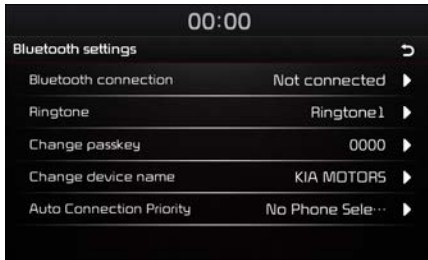 00:00
Bluetooth settings
Bluetooth connection Not connected
Ringtone Ringtone1
Change passkey 0000
Change device name KIA MOTORS
Auto Connection Priority No Phone Sele···